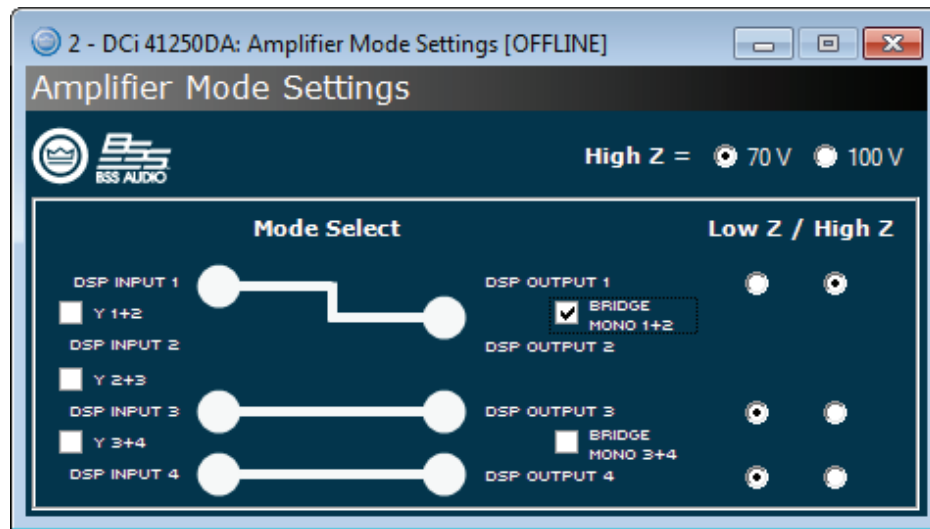 2 - DCi 41250DA: Amplifier Mode Settings [OFFLINE]
Amplifier Mode Settings
BSS AUDIO
High Z = 70 V 100 V
Mode Select
Low Z / High Z
DSP INPUT 1
DSP OUTPUT 1
Y 1+2
BRIDGE
MONO 1+2
DSP INPUT 2
DSP OUTPUT 2
Y 2+3
DSP INPUT 3
DSP OUTPUT 3
Y 3+4
BRIDGE
MONO 3+4
DSP INPUT 4
DSP OUTPUT 4